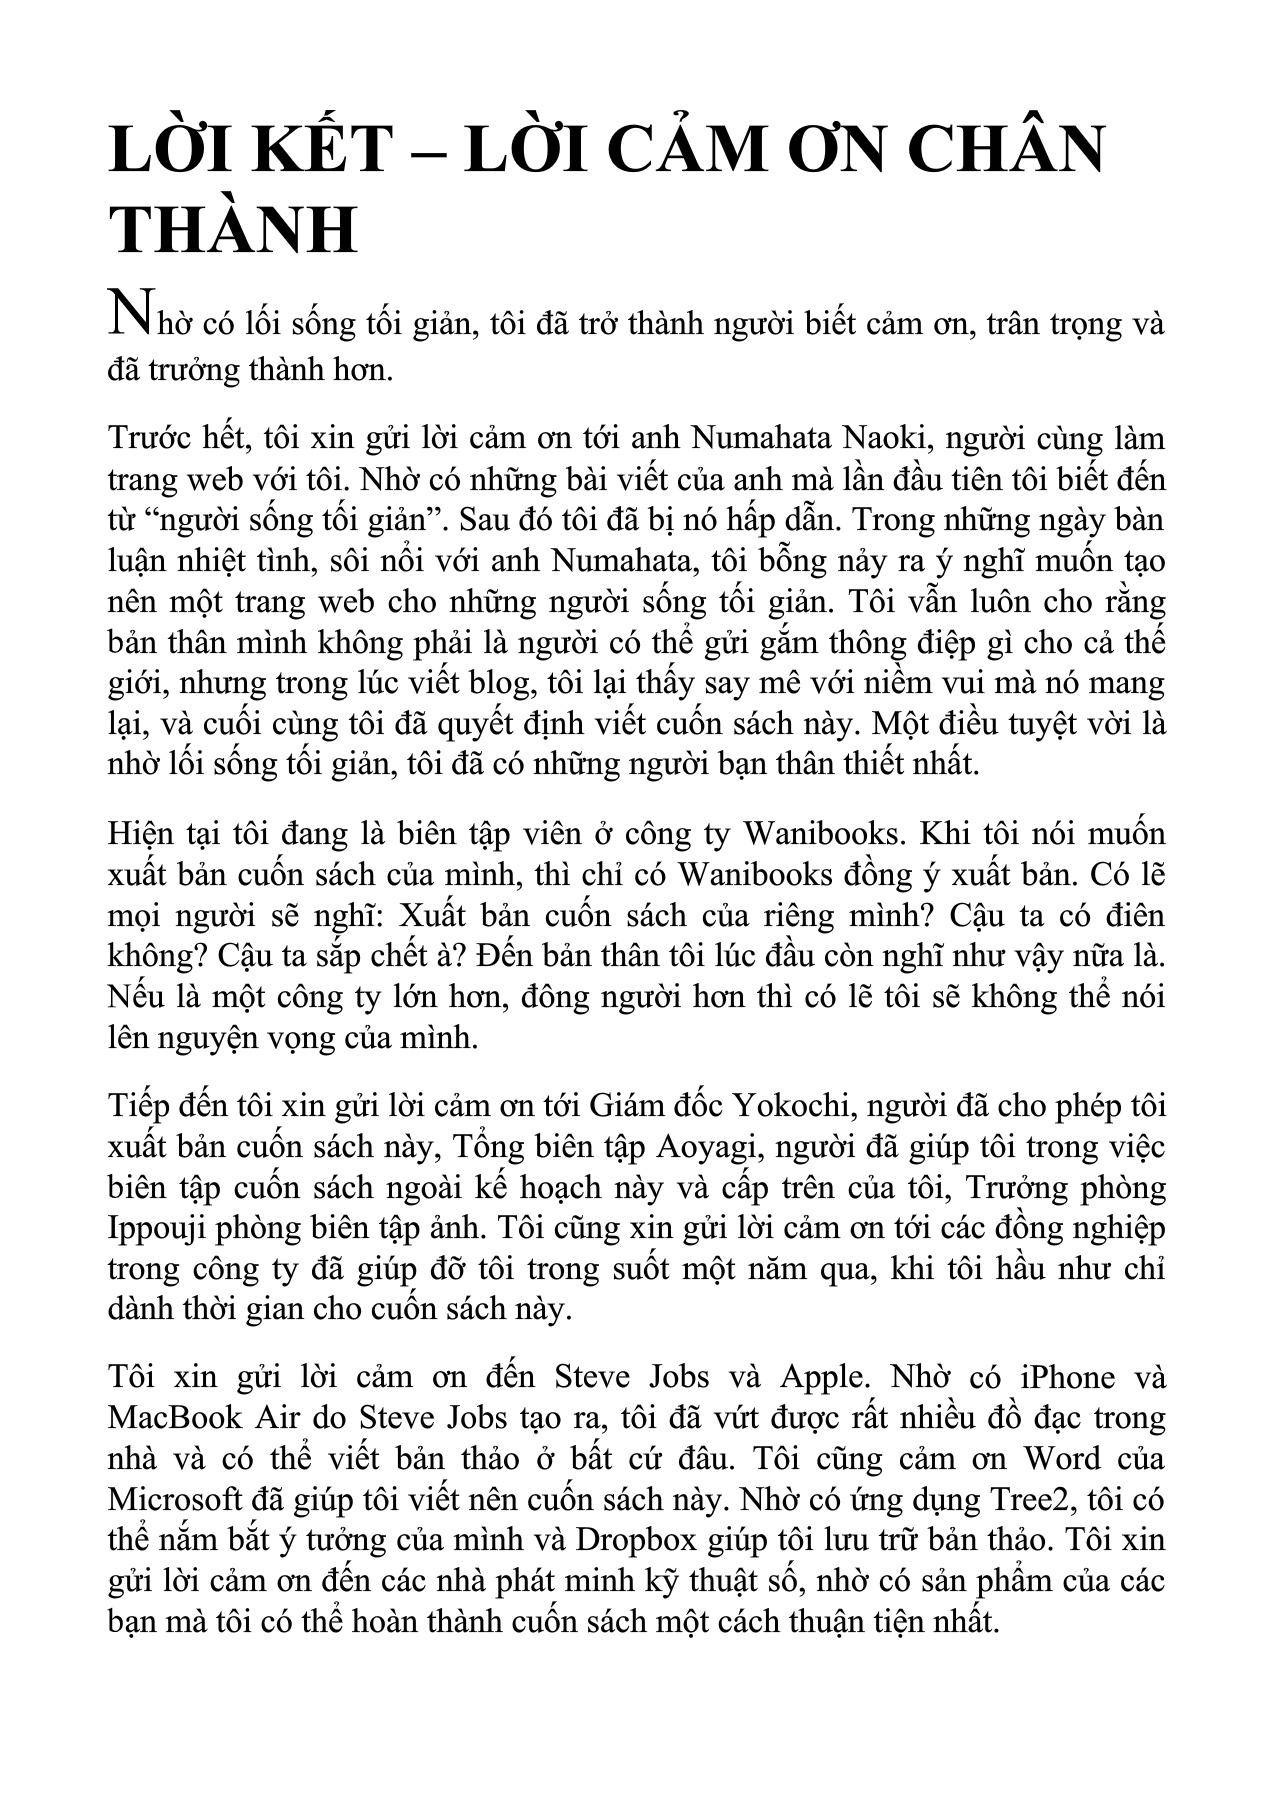 LỜI KẾT – LỜI CẢM ƠN CHÂN
THÀNH
Nhờ có lối sống tối giản, tôi đã trở thành người biết cảm ơn, trân trọng và
đã trưởng thành hơn.
Trước hết, tôi xin gửi lời cảm ơn tới anh Numahata Naoki, người cùng làm
trang web với tôi. Nhờ có những bài viết của anh mà lần đầu tiên tôi biết đến
từ “người sống tối giản”. Sau đó tôi đã bị nó hấp dẫn. Trong những ngày bàn
luận nhiệt tình, sôi nổi với anh Numahata, tôi bỗng nảy ra ý nghĩ muốn tạo
nên một trang web cho những người sống tối giản. Tôi vẫn luôn cho rằng
bản thân mình không phải là người có thể gửi gắm thông điệp gì cho cả thế
giới, nhưng trong lúc viết blog, tôi lại thấy say mê với niềm vui mà nó mang
lại, và cuối cùng tôi đã quyết định viết cuốn sách này. Một điều tuyệt vời là
nhờ lối sống tối giản, tôi đã có những người bạn thân thiết nhất.
Hiện tại tôi đang là biên tập viên ở công ty Wanibooks. Khi tôi nói muốn
xuất bản cuốn sách của mình, thì chỉ có Wanibooks đồng ý xuất bản. Có lẽ
mọi người sẽ nghĩ: Xuất bản cuốn sách của riêng mình? Cậu ta có điên
không? Cậu ta sắp chết à? Đến bản thân tôi lúc đầu còn nghĩ như vậy nữa là.
Nếu là một công ty lớn hơn, đông người hơn thì có lẽ tôi sẽ không thể nói
lên nguyện vọng của mình.
Tiếp đến tôi xin gửi lời cảm ơn tới Giám đốc Yokochi, người đã cho phép tôi
xuất bản cuốn sách này, Tổng biên tập Aoyagi, người đã giúp tôi trong việc
biên tập cuốn sách ngoài kế hoạch này và cấp trên của tôi, Trưởng phòng
Ippouji phòng biên tập ảnh. Tôi cũng xin gửi lời cảm ơn tới các đồng nghiệp
trong công ty đã giúp đỡ tôi trong suốt một năm qua, khi tôi hầu như chỉ
dành thời gian cho cuốn sách này.
Tôi xin gửi lời cảm ơn đến Steve Jobs và Apple. Nhờ có iPhone và
MacBook Air do Steve Jobs tạo ra, tôi đã vứt được rất nhiều đồ đạc trong
nhà và có thể viết bản thảo ở bất cứ đâu. Tôi cũng cảm ơn Word của
Microsoft đã giúp tôi viết nên cuốn sách này. Nhờ có ứng dụng Tree2, tôi có
thể nắm bắt ý tưởng của mình và Dropbox giúp tôi lưu trữ bản thảo. Tôi xin
gửi lời cảm ơn đến các nhà phát minh kỹ thuật số, nhờ có sản phẩm của các
bạn mà tôi có thể hoàn thành cuốn sách một cách thuận tiện nhất.